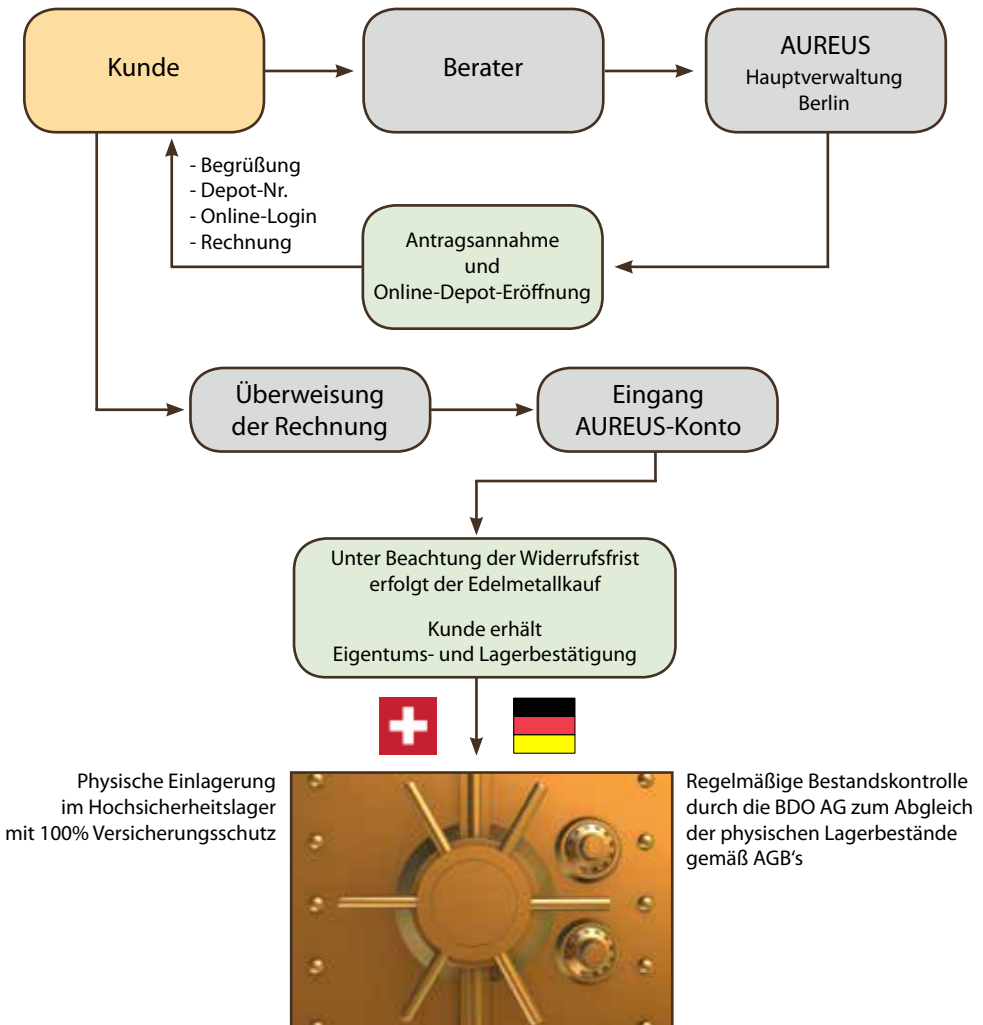 Kunde
Berater
AUREUS
Hauptverwaltung
Berlin
- Begrüßung
- Depot-Nr.
- Online-Login
- Rechnung
Antragsannahme
und
Online-Depot-Eröffnung
Überweisung
der Rechnung
Eingang
AUREUS-Konto
Unter Beachtung der Widerrufsfrist
erfolgt der Edelmetallkauf
Kunde erhält
Eigentums- und Lagerbestätigung
Physische Einlagerung
im Hochsicherheitslager
mit 100% Versicherungsschutz
Regelmäßige Bestandskontrolle
durch die BDO AG zum Abgleich
der physischen Lagerbestände
gemäß AGB‘s